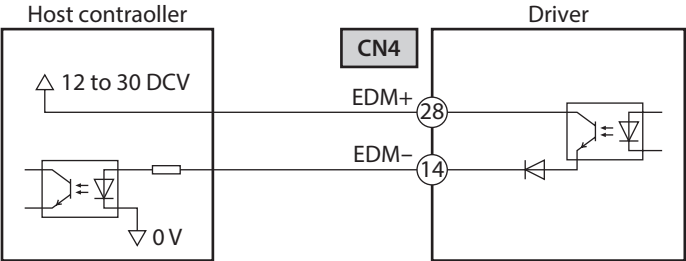 Host contraoller
Driver
CN4
12 to 30 DCV
EDM+
28
EDM−
14
0 V